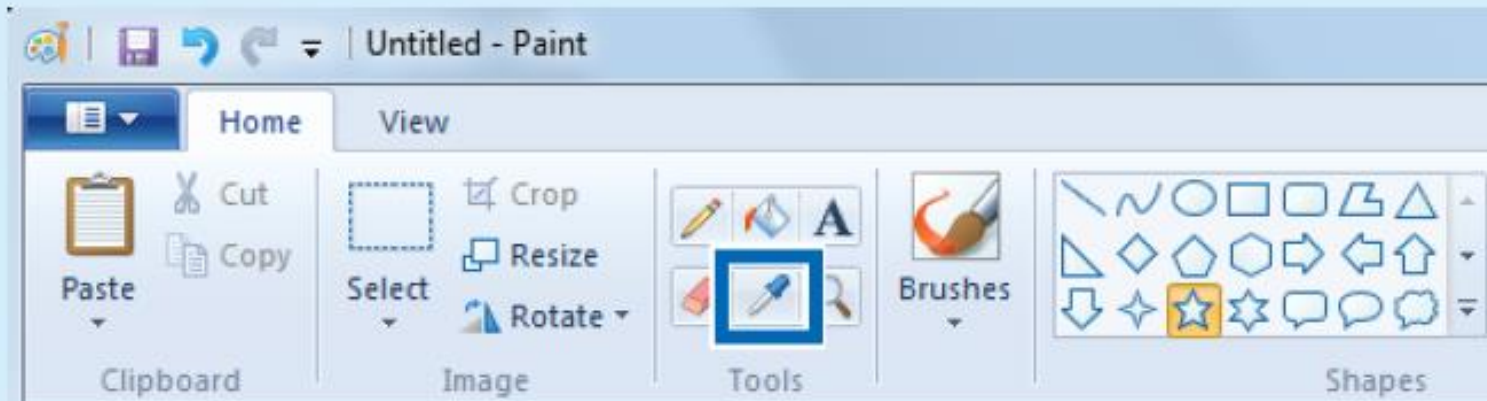 Untitled - Paint
Home View
Paste
Cut
Copy
Clipboard
Select
Crop
Resize
Rotate
Image
A
Tools
Brushes
Shapes